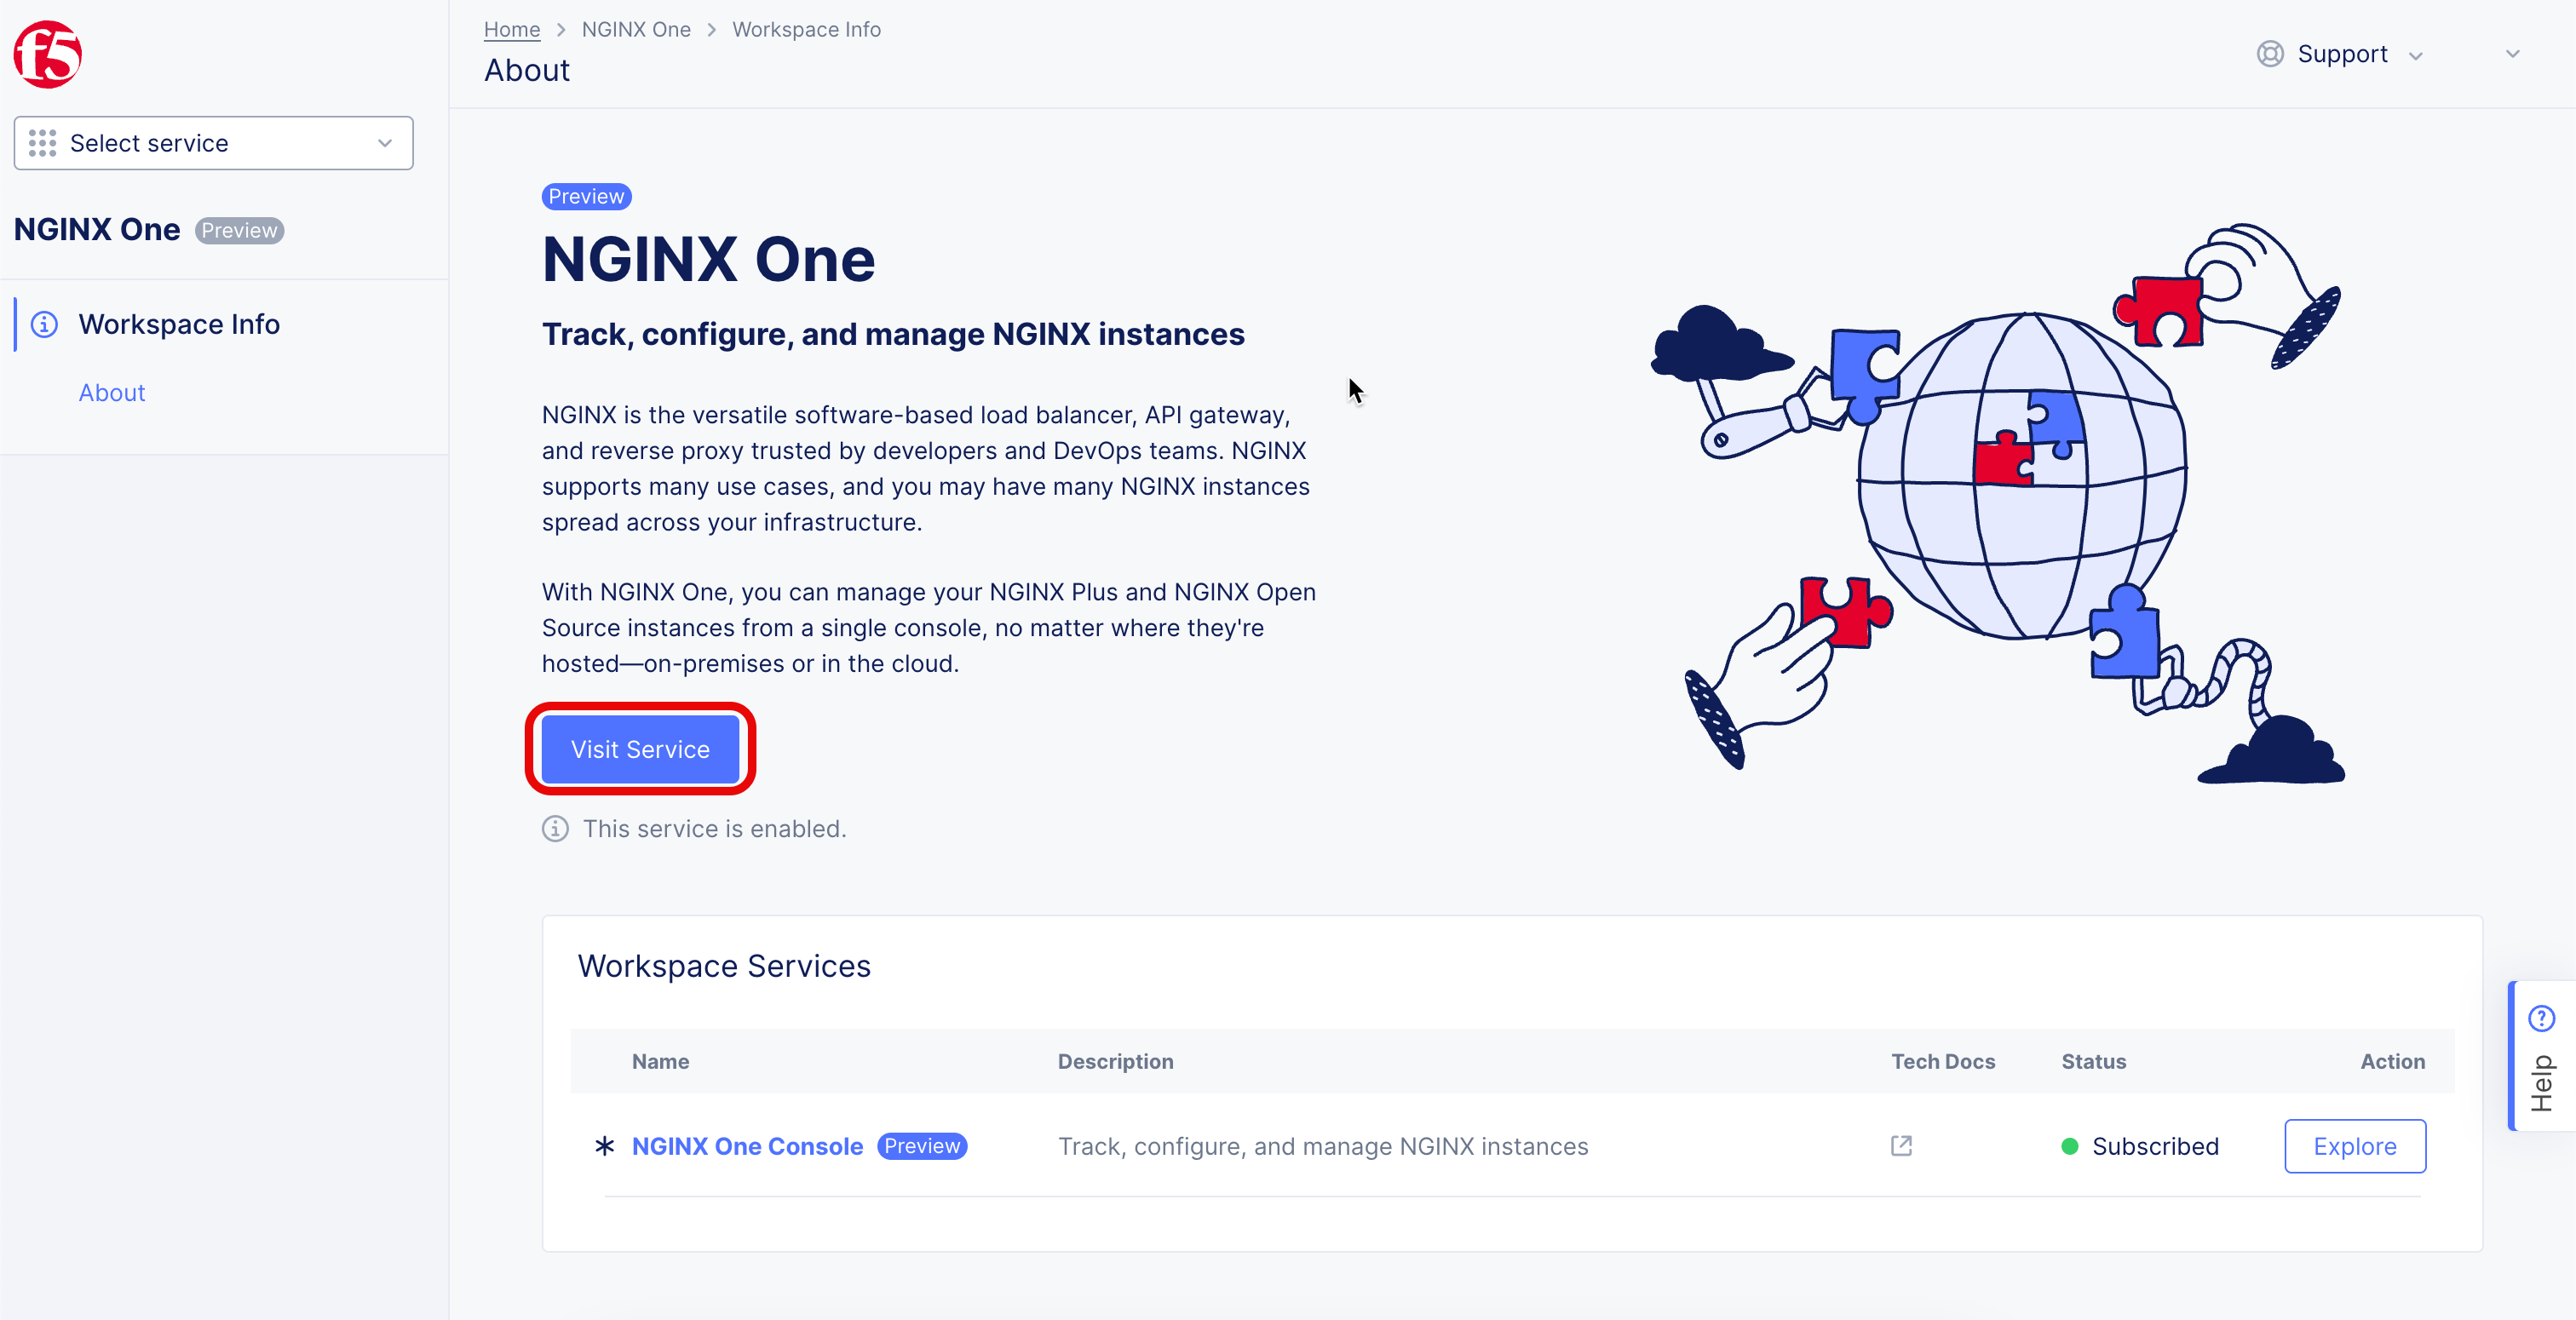 f5
Select service
NGINX One Preview
Workspace Info
About
Home > NGINX One > Workspace Info
About
Support
Preview
NGINX One
Track, configure, and manage NGINX instances
NGINX is the versatile software-based load balancer, API gateway,
and reverse proxy trusted by developers and DevOps teams. NGINX
supports many use cases, and you may have many NGINX instances
spread across your infrastructure.
With NGINX One, you can manage your NGINX Plus and NGINX Open
Source instances from a single console, no matter where they're
hosted—on-premises or in the cloud.
Visit Service
This service is enabled.
Workspace Services
Name Description Tech Docs Status Action
NGINX One Console Preview Track, configure, and manage NGINX instances Subscribed Explore
Help